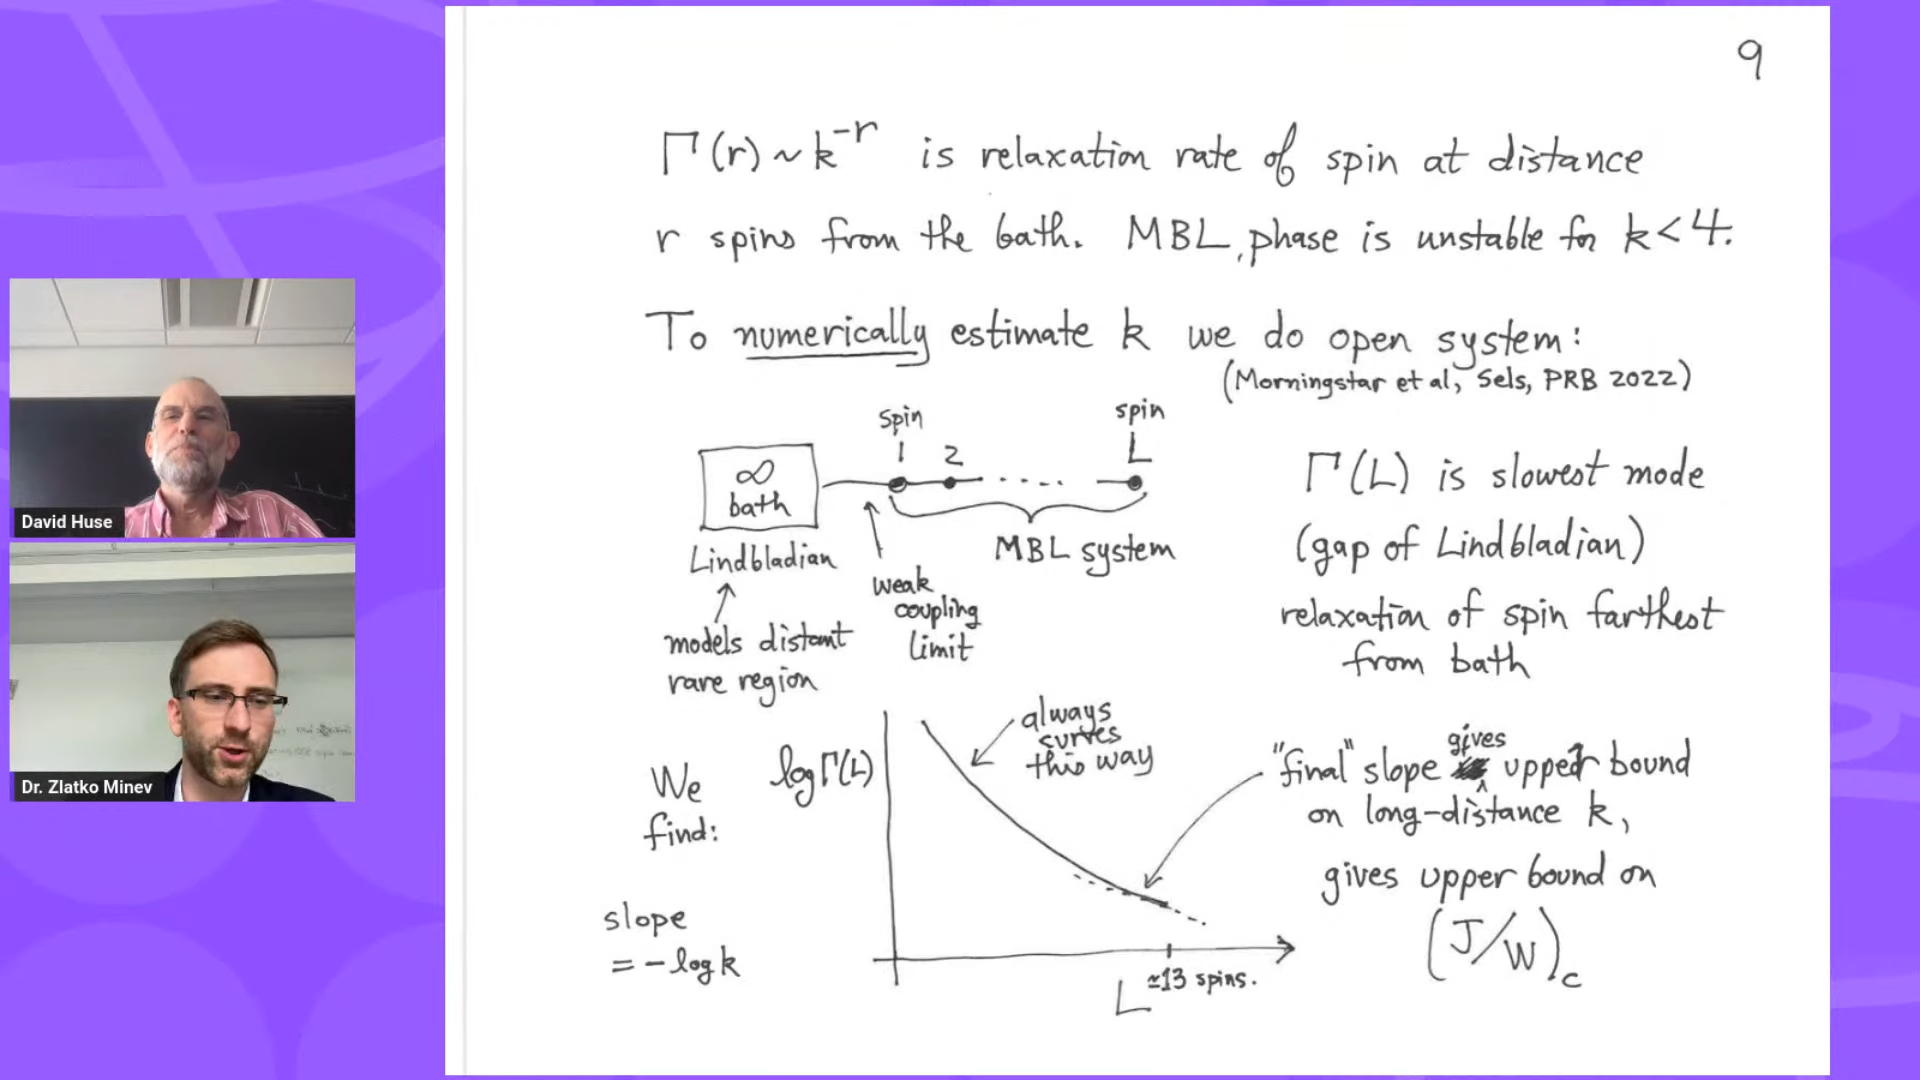 9
Γ(r) ~ k^-r is relaxation rate of spin at distance
r spins from the bath. MBL phase is unstable for k<4.
To numerically estimate k we do open system:
(Morningstar et al, Sels, PRB 2022)
spin
1
2
spin
L
∞
bath
Lindbladian
models distant
rare region
weak
coupling
limit
MBL system
Γ(L) is slowest mode
(gap of Lindbladian)
relaxation of spin farthest
from bath
We
find:
slope
= -log k
log Γ(L)
always
curves
this way
L
≃13 spins.
"final" slope gives upper bound
on long-distance k,
gives upper bound on
(J/W)c
David Huse
Dr. Zlatko Minev